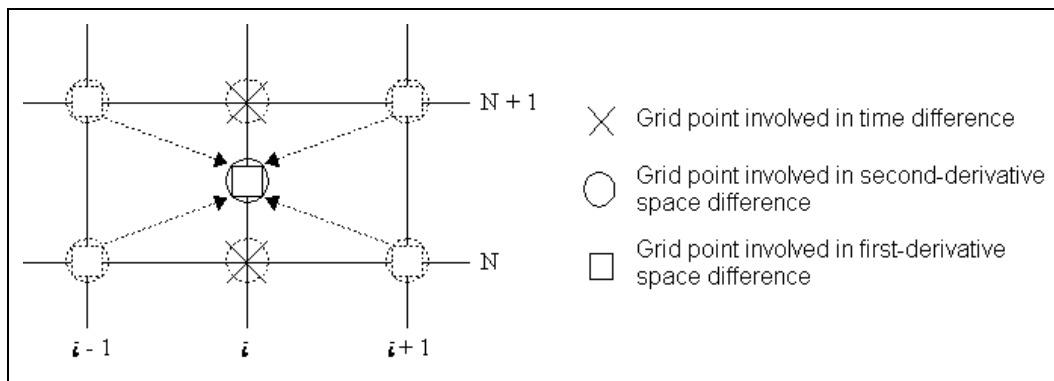 N + 1
N
i - 1
i
i + 1
Grid point involved in time difference
Grid point involved in second-derivative
space difference
Grid point involved in first-derivative
space difference